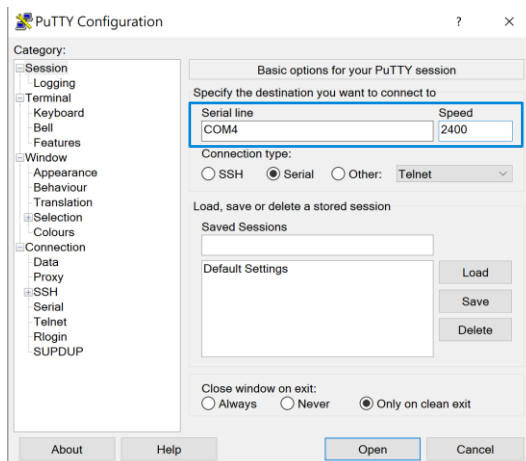 PuTTY Configuration ? ×
Category:
Session
Logging
Terminal
Keyboard
Bell
Features
Window
Appearance
Behaviour
Translation
Selection
Colours
Connection
Data
Proxy
SSH
Serial
Telnet
Rlogin
SUPDUP
Basic options for your PuTTY session
Specify the destination you want to connect to
Serial line Speed
COM4 2400
Connection type:
SSH Serial Other: Telnet
Load, save or delete a stored session
Saved Sessions
Default Settings
Load
Save
Delete
Close window on exit:
Always Never Only on clean exit
About Help Open Cancel